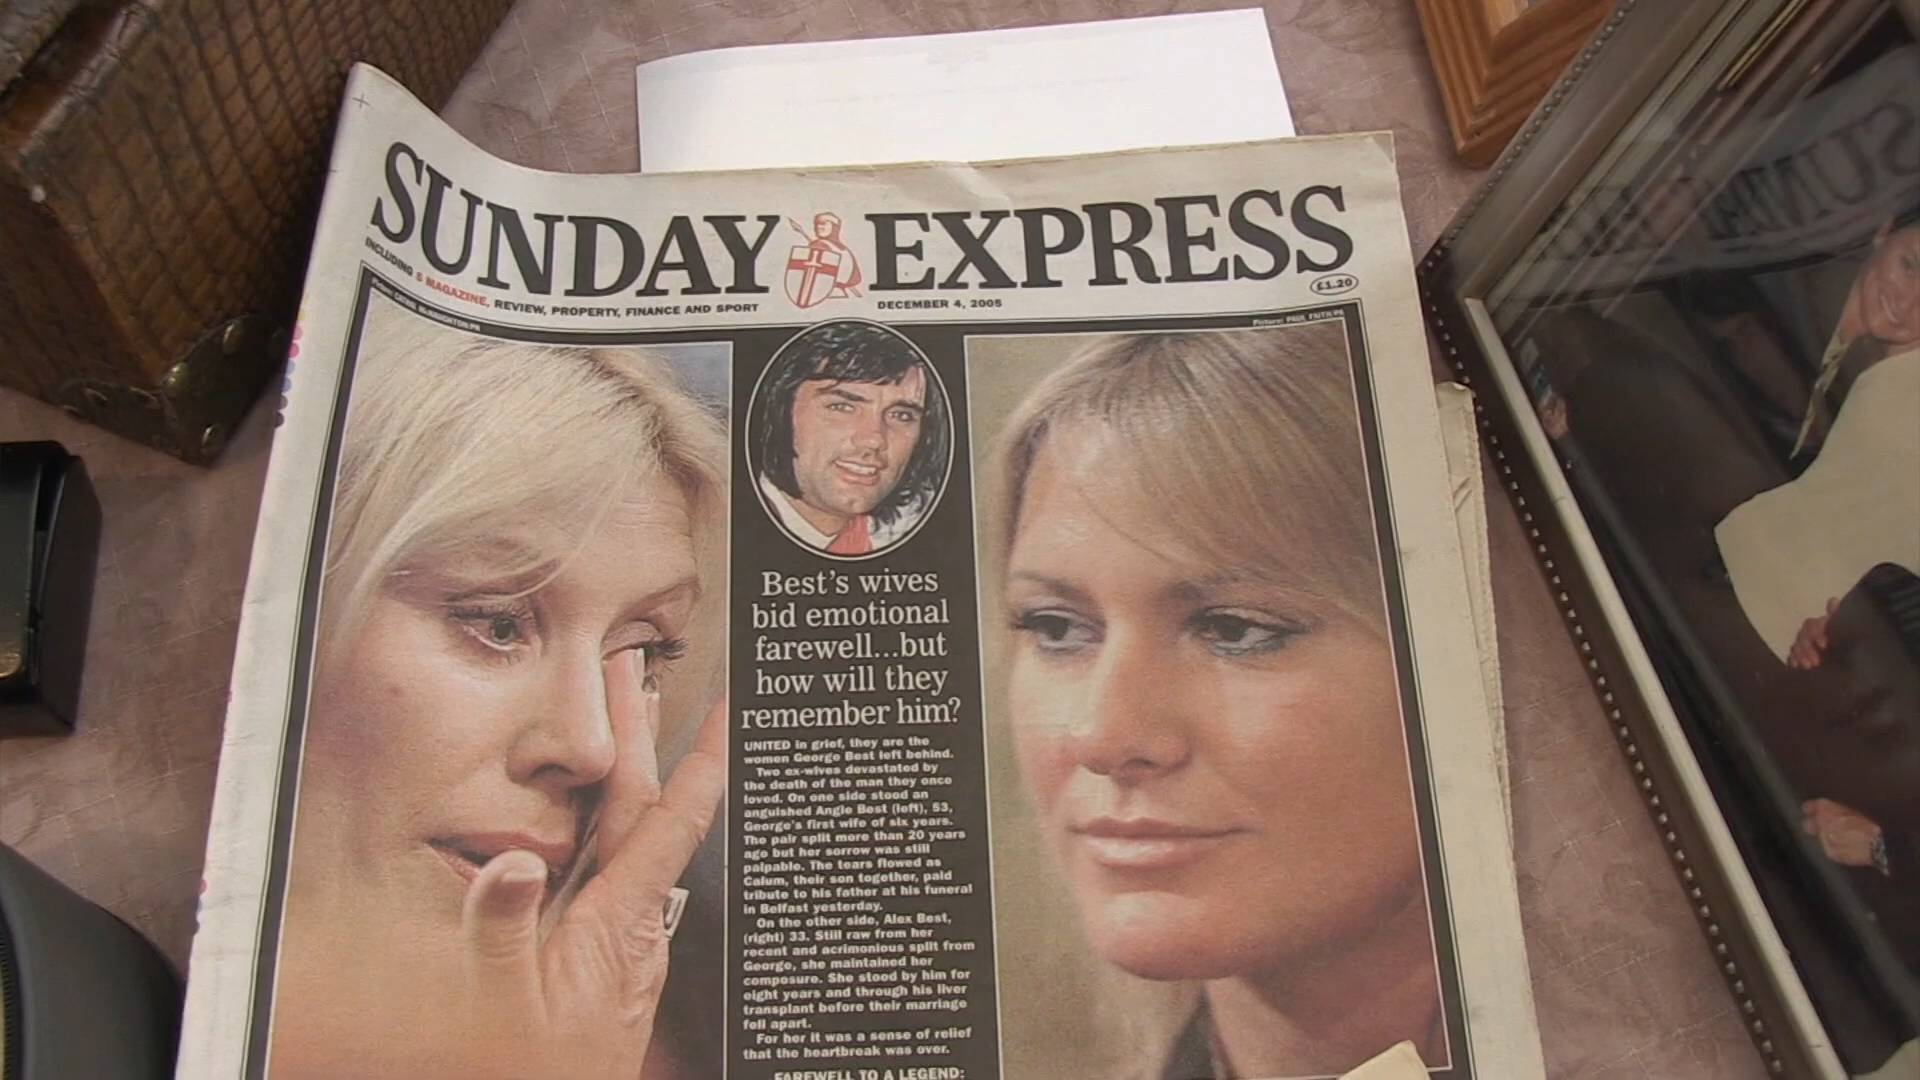 SUNDAY EXPRESS
INCLUDING S MAGAZINE, REVIEW, PROPERTY, FINANCE AND SPORT
DECEMBER 4, 2005
£1.20
Picture: PAUL FAITH/PA
Best's wives
bid emotional
farewell...but
how will they
remember him?
UNITED in grief, they are the
women George Best left behind.
Two ex-wives devastated by
the death of the man they once
loved. On one side stood an
anguished Angie Best (left), 53,
George's first wife of six years.
The pair split more than 20 years
ago but her sorrow was still
palpable. The tears flowed as
Calum, their son together, paid
tribute to his father at his funeral
in Belfast yesterday.
On the other side, Alex Best,
(right) 33. Still raw from her
recent and acrimonious split from
George, she maintained her
composure. She stood by him for
eight years and through his liver
transplant before their marriage
fell apart.
For her it was a sense of relief
that the heartbreak was over.
FAREWELL TO A LEGEND: